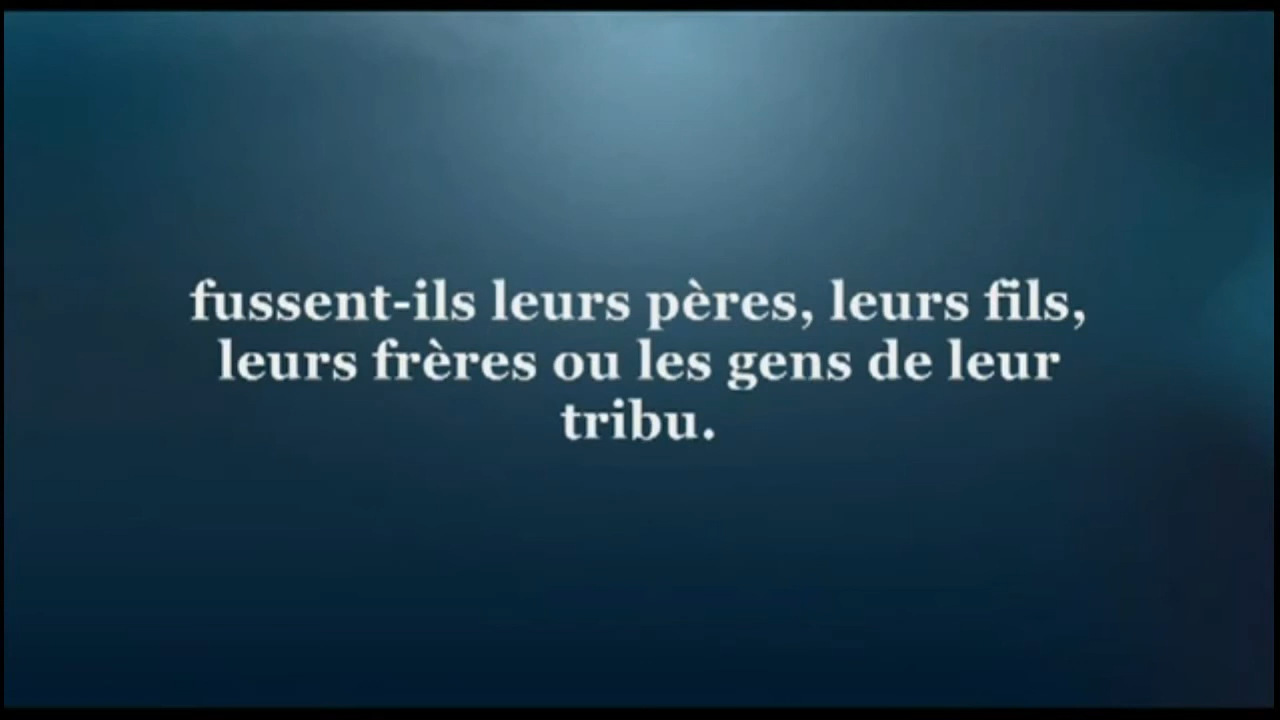 fussent-ils leurs pères, leurs fils,
leurs frères ou les gens de leur
tribu.